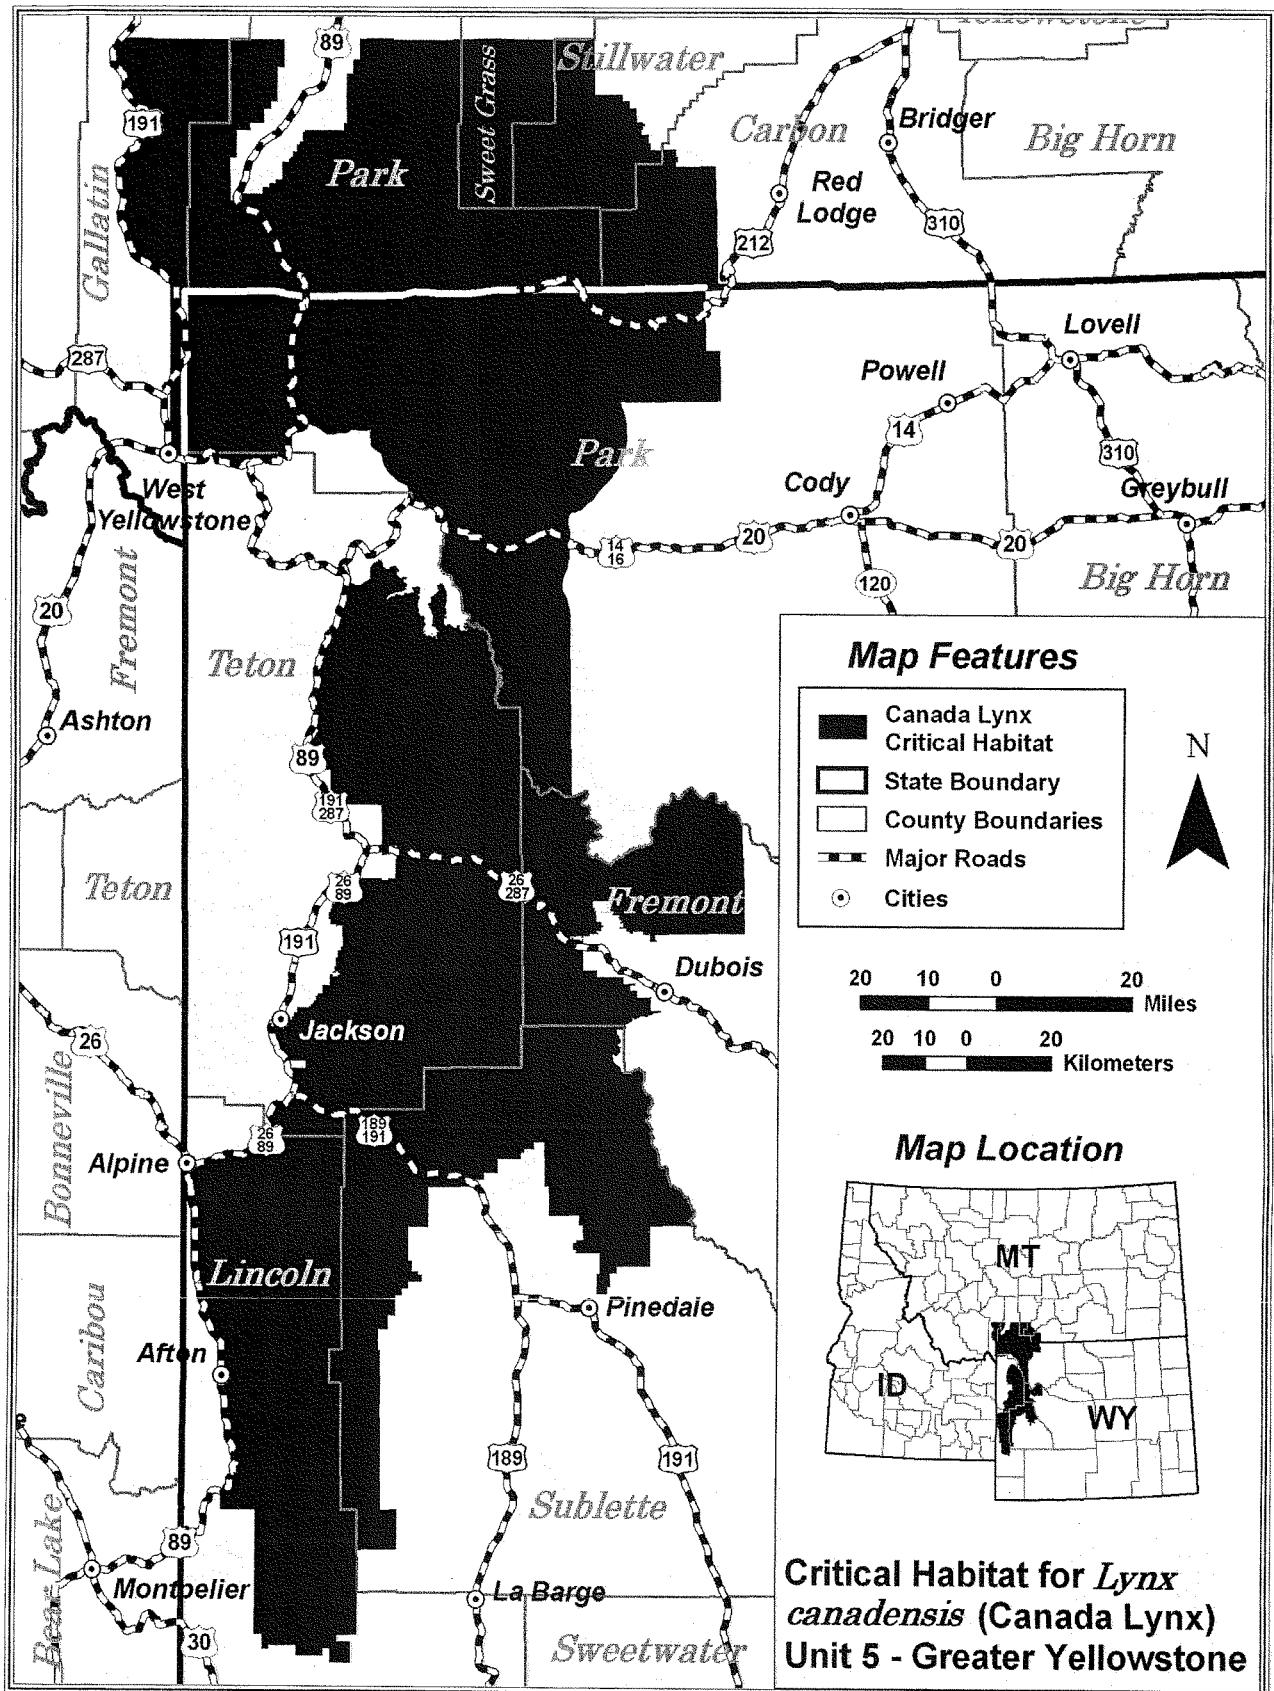 Yellowstone
89
Stillwater
Sweet Grass
191
Bridger
Carbon
Big Horn
Park
Red
Lodge
Gallatin
310
212
Lovell
287
Powell
14
Park
310
Cody
Greybull
West
Yellowstone
20
20
14
16
120
Big Horn
20
Fremont
Teton
Map Features
Canada Lynx
Critical Habitat
State Boundary
County Boundaries
Major Roads
Cities
N
Ashton
89
191
287
Teton
26
89
26
287
Fremont
191
Dubois
20 10 0 20
Miles
20 10 0 20
Kilometers
Jackson
26
Bonneville
189
191
26
89
Alpine
Map Location
MT
ID
WY
Lincoln
Pinedale
Caribou
Afton
189
191
Sublette
Bear Lake
89
Montpelier
La Barge
30
Sweetwater
Critical Habitat for Lynx
canadensis (Canada Lynx)
Unit 5 - Greater Yellowstone